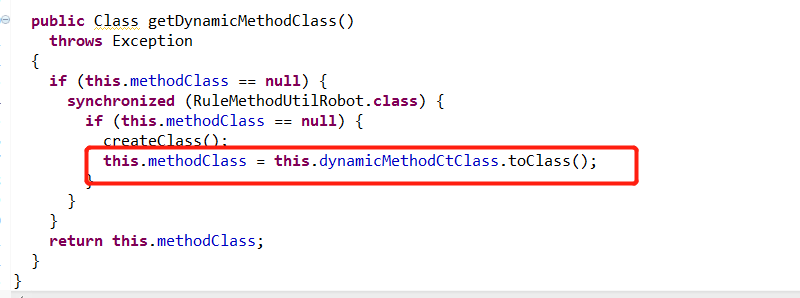 public Class getDynamicMethodClass()
throws Exception
{
if (this.methodClass == null) {
synchronized (RuleMethodUtilRobot.class) {
if (this.methodClass == null) {
createClass();
this.methodClass = this.dynamicMethodCtClass.toClass();
}
}
}
return this.methodClass;
}
}